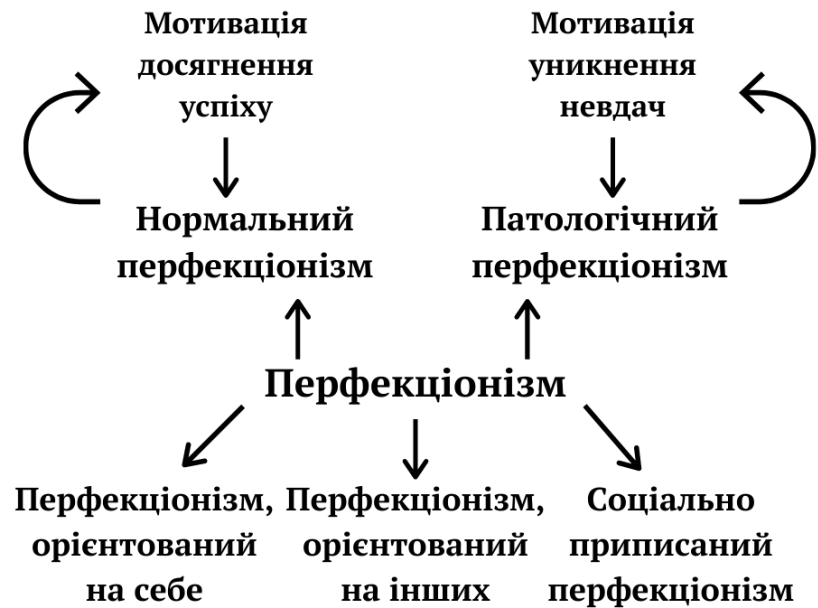 Мотивація
досягнення
успіху
Мотивація
уникнення
невдач
Нормальний
перфекціонізм
Патологічний
перфекціонізм
Перфекціонізм
Перфекціонізм,
орієнтований
на себе
Перфекціонізм,
орієнтований
на інших
Соціально
приписаний
перфекціонізм